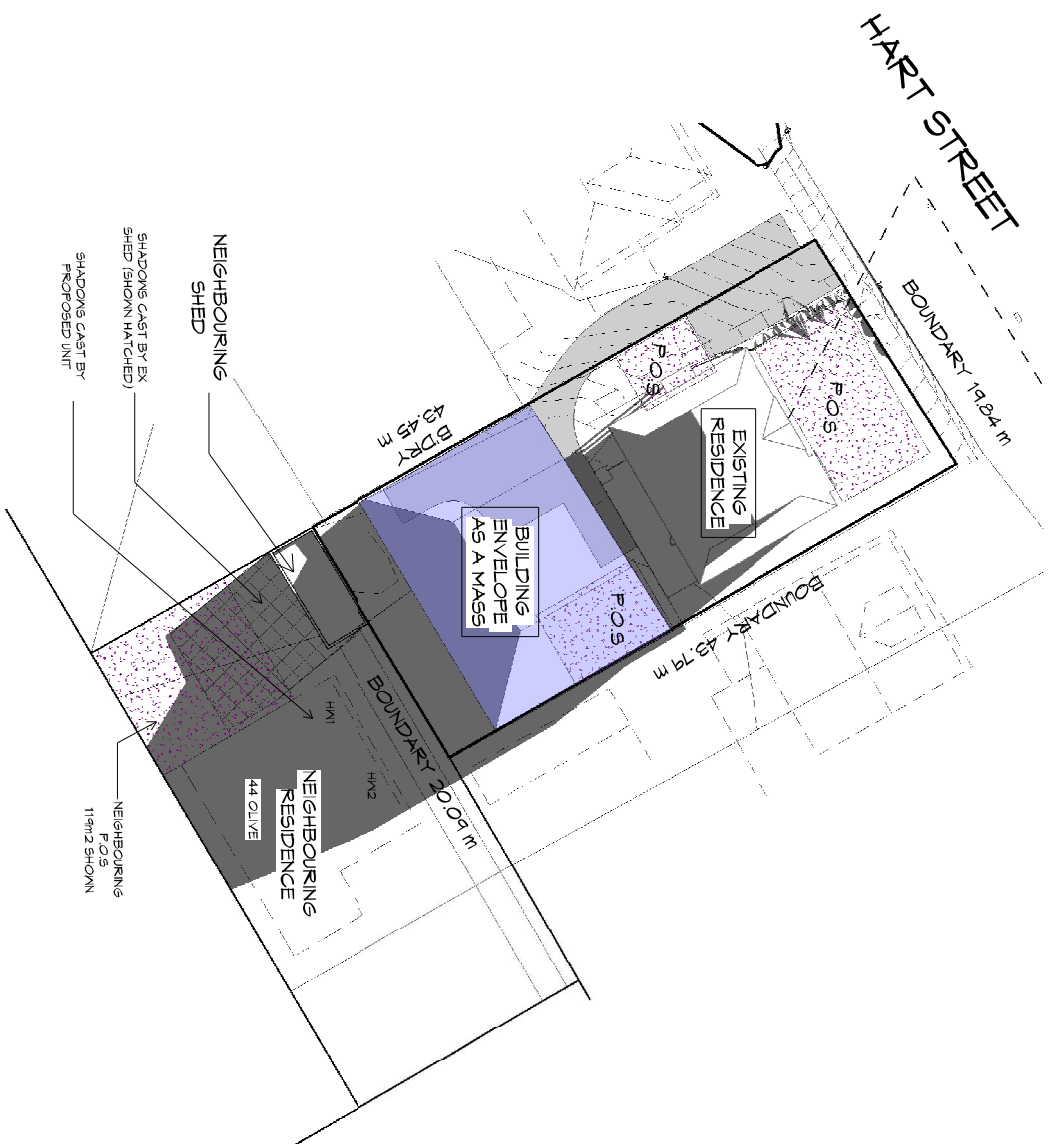 HART STREET
BOUNDARY 19.84 m
P O S
P.O.S
EXISTING
RESIDENCE
B'DRY
43.45 m
BUILDING
ENVELOPE
AS A MASS
P.O.S
BOUNDARY 43.79 m
NEIGHBOURING
SHED
SHADOWS CAST BY EX
SHED (SHOWN HATCHED)
SHADOWS CAST BY
PROPOSED UNIT
BOUNDARY 20.09 m
HW1
HW2
NEIGHBOURING
RESIDENCE
44 OLIVE
NEIGHBOURING
P.O.S
119m2 SHOWN